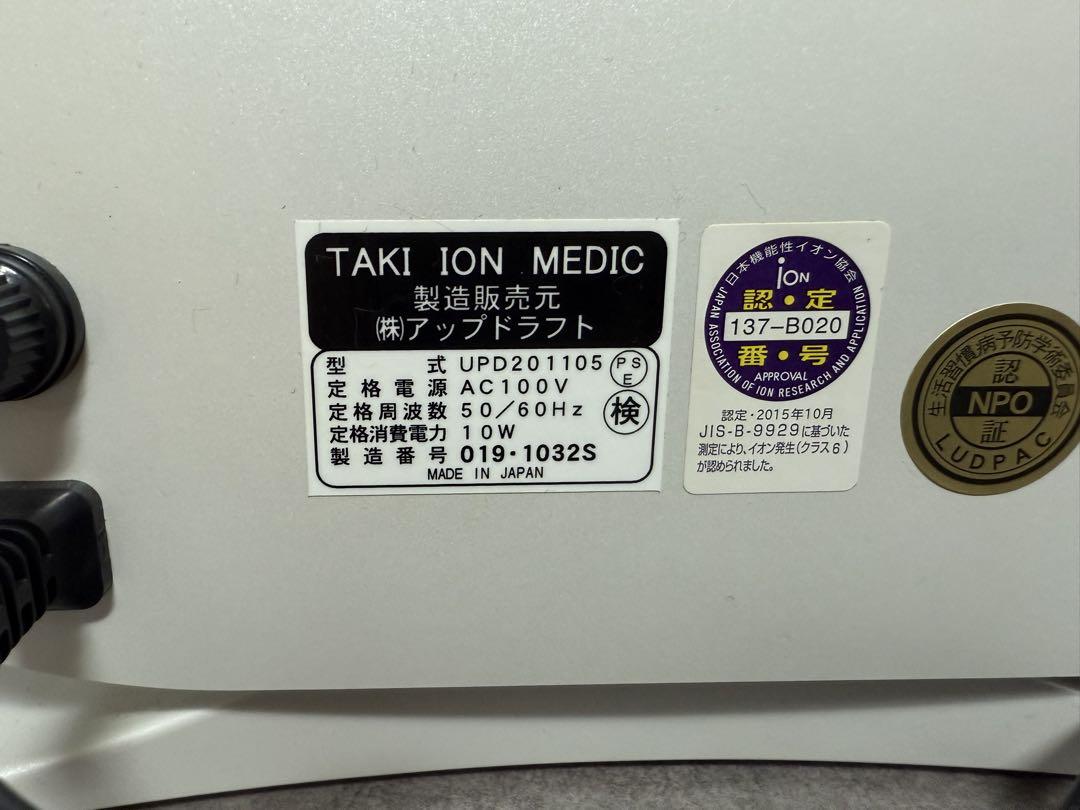 TAKI ION MEDIC
製造販売元
㈱アップドラフト
型 式 UPD201105
定格電源 AC100V
定格周波数 50/60Hz
定格消費電力 10W
製造番号 019・1032S
MADE IN JAPAN
PS
E
検
日本機能性イオン協会
iON
認・定
137-B020
番・号
APPROVAL
JAPAN ASSOCIATION OF ION RESEARCH AND APPLICATION
認定・2015年10月
JIS-B-9929に基づいた
測定により、イオン発生(クラス6)
が認められました。
生活習慣病予防学術委員会
認
NPO
証
LUDPAC